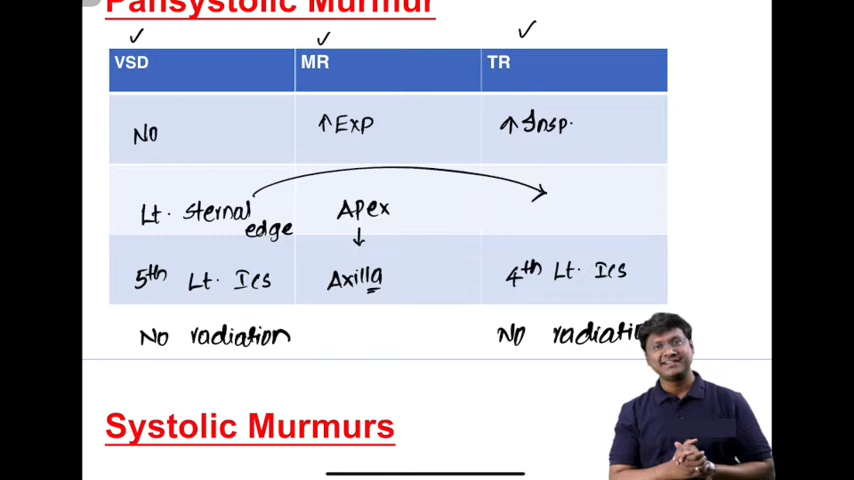 Pansystolic Murmur
VSD MR TR
No ↑ Exp ↑ Insp.
Lt. sternal edge Apex
↓
5th Lt. Ics Axilla 4th Lt. Ics
No radiation No
Systolic Murmurs